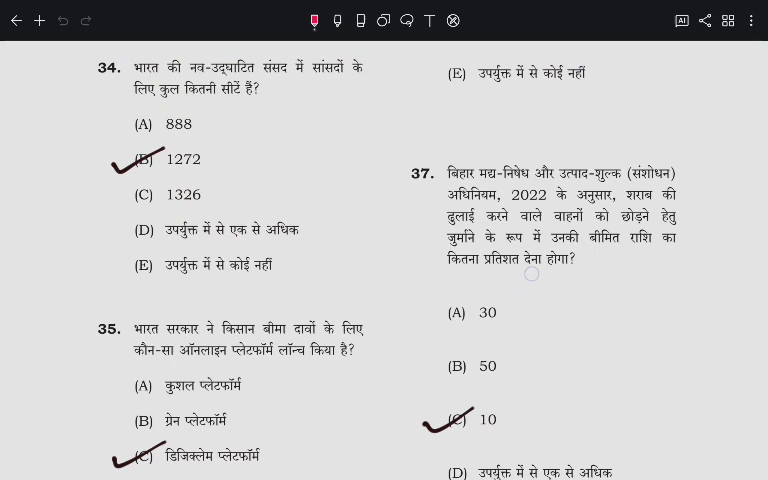 AI
34. भारत की नव-उद्घाटित संसद में सांसदों के
लिए कुल कितनी सीटें हैं?
(A) 888
(B) 1272
(C) 1326
(D) उपर्युक्त में से एक से अधिक
(E) उपर्युक्त में से कोई नहीं
35. भारत सरकार ने किसान बीमा दावों के लिए
कौन-सा ऑनलाइन प्लेटफॉर्म लॉन्च किया है?
(A) कुशल प्लेटफॉर्म
(B) ग्रेन प्लेटफॉर्म
(C) डिजिक्लेम प्लेटफॉर्म
(E) उपर्युक्त में से कोई नहीं
37. बिहार मद्य-निषेध और उत्पाद-शुल्क (संशोधन)
अधिनियम, 2022 के अनुसार, शराब की
ढुलाई करने वाले वाहनों को छोड़ने हेतु
जुर्माने के रूप में उनकी बीमित राशि का
कितना प्रतिशत देना होगा?
(A) 30
(B) 50
(C) 10
(D) उपर्युक्त में से एक से अधिक